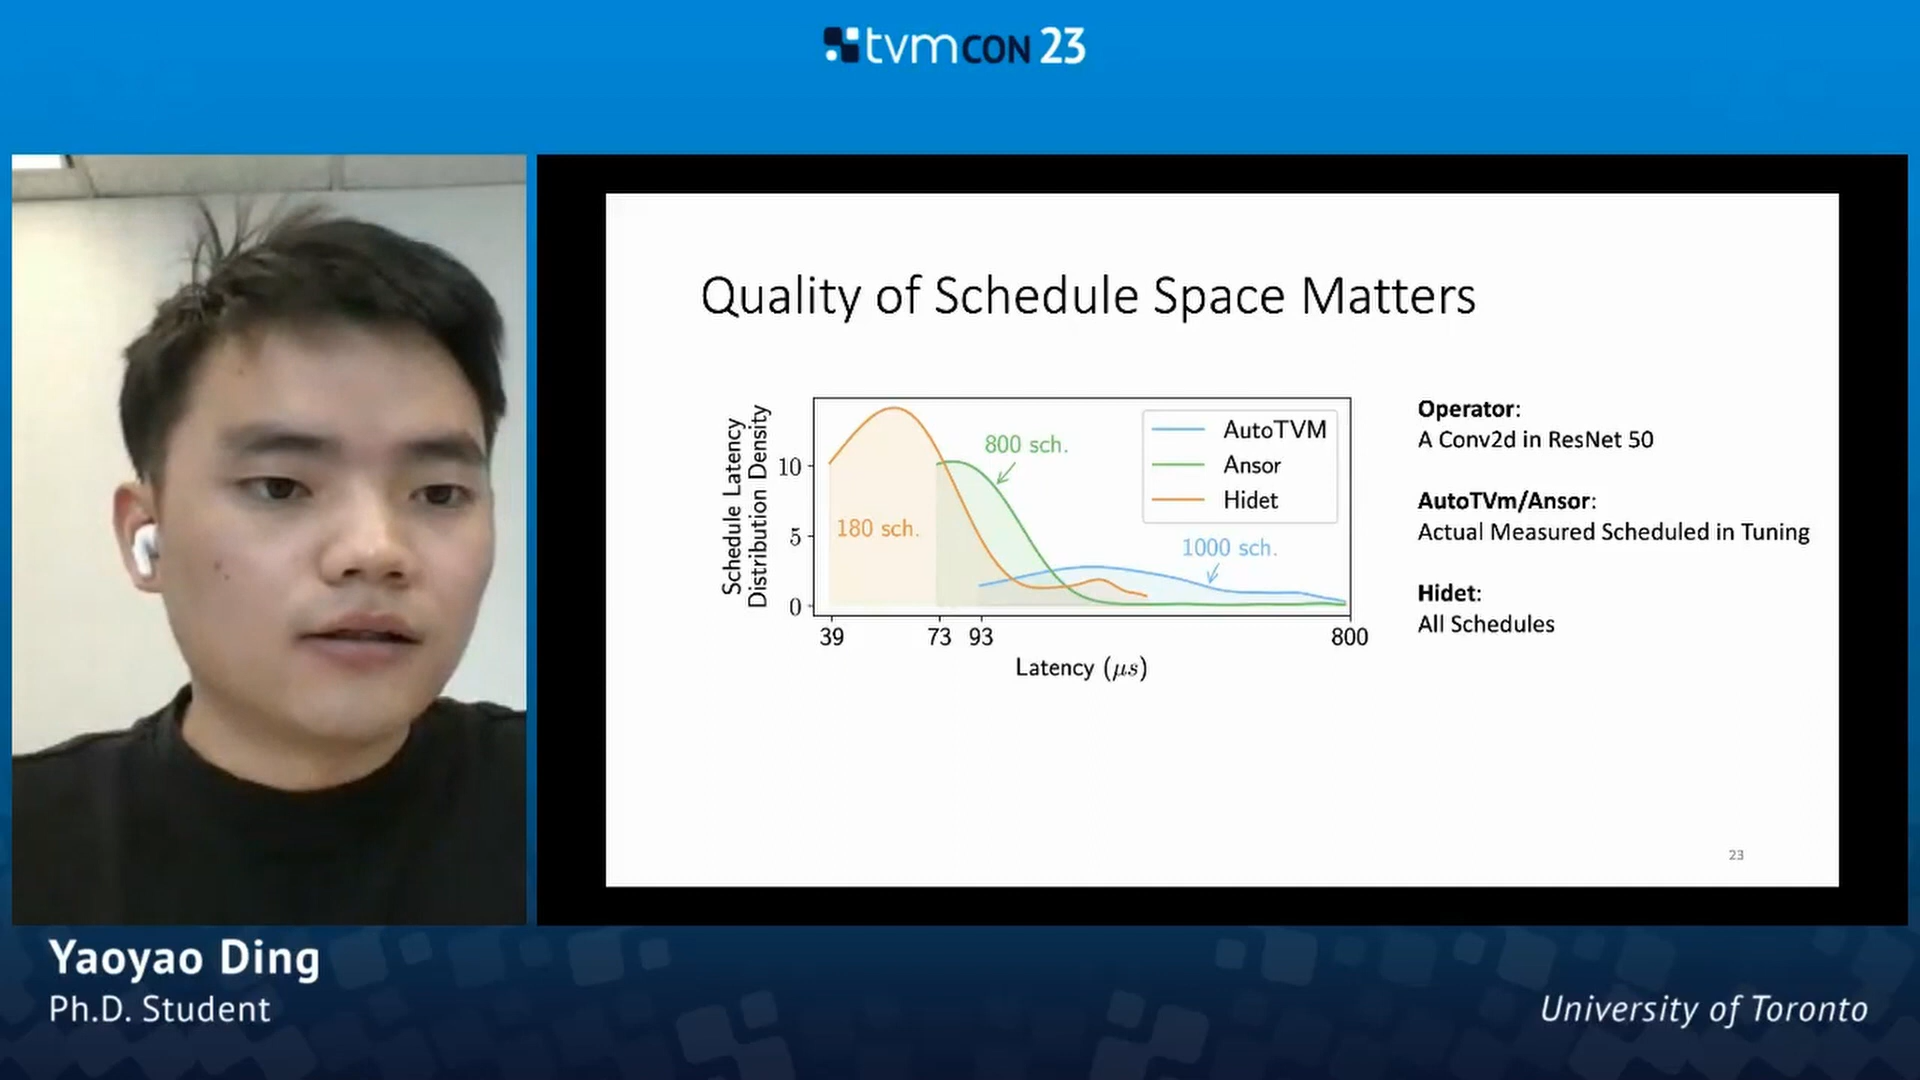 tvmCON 23
Quality of Schedule Space Matters
Schedule Latency
Distribution Density
10
5
0
180 sch.
800 sch.
1000 sch.
AutoTVM
Ansor
Hidet
39
73
93
800
Latency (μs)
Operator:
A Conv2d in ResNet 50
AutoTVm/Ansor:
Actual Measured Scheduled in Tuning
Hidet:
All Schedules
23
Yaoyao Ding
Ph.D. Student
University of Toronto